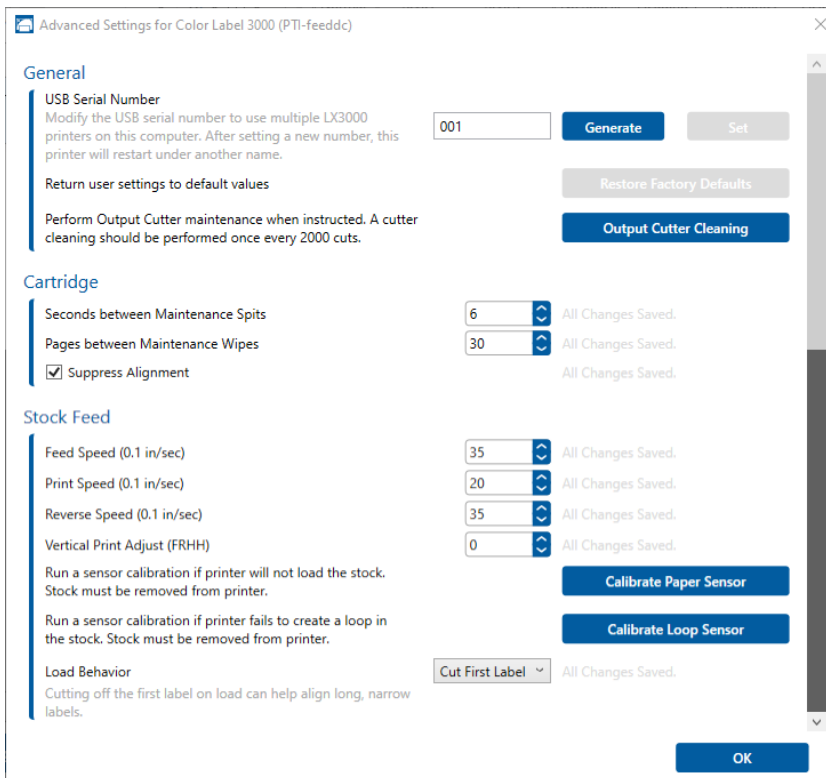 Advanced Settings for Color Label 3000 (PTI-feeddc)
General
USB Serial Number
Modify the USB serial number to use multiple LX3000
printers on this computer. After setting a new number, this
printer will restart under another name.
001
Generate
Set
Return user settings to default values
Restore Factory Defaults
Perform Output Cutter maintenance when instructed. A cutter
cleaning should be performed once every 2000 cuts.
Output Cutter Cleaning
Cartridge
Seconds between Maintenance Spits 6 All Changes Saved.
Pages between Maintenance Wipes 30 All Changes Saved.
Suppress Alignment All Changes Saved.
Stock Feed
Feed Speed (0.1 in/sec) 35 All Changes Saved.
Print Speed (0.1 in/sec) 20 All Changes Saved.
Reverse Speed (0.1 in/sec) 35 All Changes Saved.
Vertical Print Adjust (FRHH) 0 All Changes Saved.
Run a sensor calibration if printer will not load the stock.
Stock must be removed from printer.
Calibrate Paper Sensor
Run a sensor calibration if printer fails to create a loop in
the stock. Stock must be removed from printer.
Calibrate Loop Sensor
Load Behavior Cut First Label All Changes Saved.
Cutting off the first label on load can help align long, narrow
labels.
OK